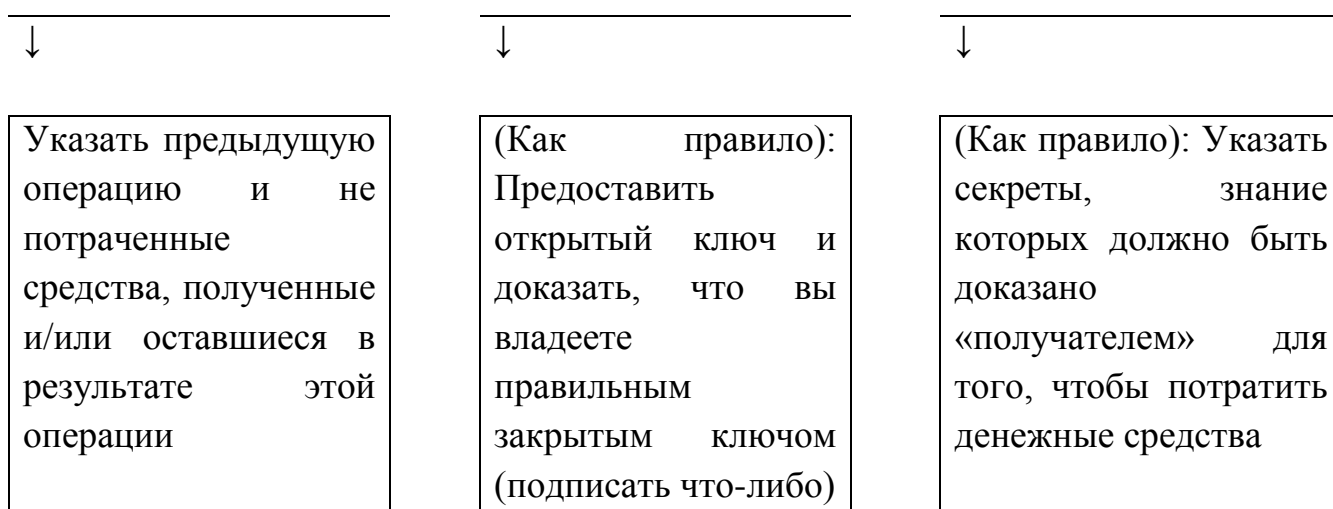 ↓
↓
↓
Указать предыдущую
операцию и не
потраченные
средства, полученные
и/или оставшиеся в
результате этой
операции
(Как правило):
Предоставить
открытый ключ и
доказать, что вы
владеете
правильным
закрытым ключом
(подписать что-либо)
(Как правило): Указать
секреты, знание
которых должно быть
доказано
«получателем» для
того, чтобы потратить
денежные средства